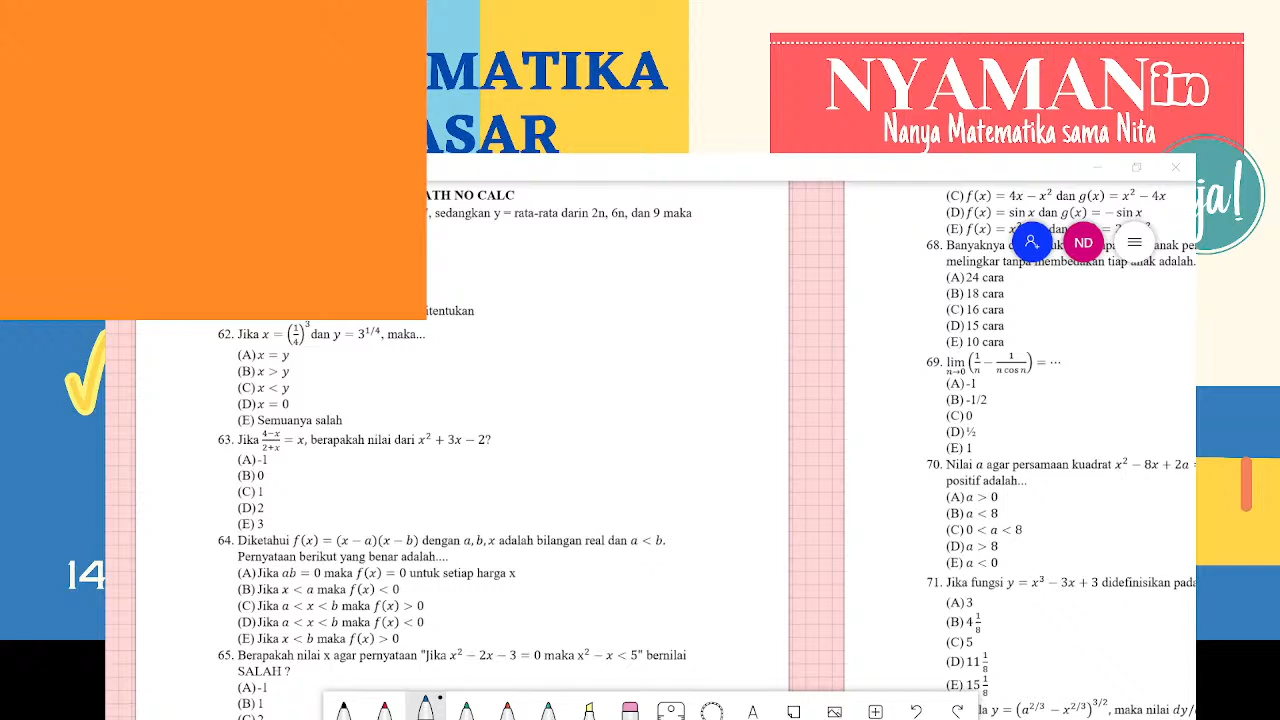 MATIKA
ASAR
NYAMANin
Nanya Matematika sama Nita
ja!
ATH NO CALC
, sedangkan y = rata-rata darin 2n, 6n, dan 9 maka
itentukan
62. Jika x = (1/4)^3 dan y = 3^{1/4}, maka...
(A) x = y
(B) x > y
(C) x < y
(D) x = 0
(E) Semuanya salah
63. Jika (4−x)/(2+x) = x, berapakah nilai dari x² + 3x − 2?
(A) -1
(B) 0
(C) 1
(D) 2
(E) 3
64. Diketahui f(x) = (x − a)(x − b) dengan a, b, x adalah bilangan real dan a < b.
Pernyataan berikut yang benar adalah....
(A) Jika ab = 0 maka f(x) = 0 untuk setiap harga x
(B) Jika x < a maka f(x) < 0
(C) Jika a < x < b maka f(x) > 0
(D) Jika a < x < b maka f(x) < 0
(E) Jika x < b maka f(x) > 0
65. Berapakah nilai x agar pernyataan "Jika x² − 2x − 3 = 0 maka x² − x < 5" bernilai
SALAH ?
(A) -1
(B) 1
(C) 2
(C) f(x) = 4x − x² dan g(x) = x² − 4x
(D) f(x) = sin x dan g(x) = − sin x
(E) f(x) =
ND
68. Banyaknya
anak
melingkar tanpa membedakan tiap anak adalah.
(A) 24 cara
(B) 18 cara
(C) 16 cara
(D) 15 cara
(E) 10 cara
69. lim n→0 (1/n − 1/(n cos n)) = ⋯
(A) -1
(B) -1/2
(C) 0
(D) ½
(E) 1
70. Nilai a agar persamaan kuadrat x² − 8x + 2a =
positif adalah...
(A) a > 0
(B) a < 8
(C) 0 < a < 8
(D) a > 8
(E) a < 0
71. Jika fungsi y = x³ − 3x + 3 didefinisikan pada
(A) 3
(B) 4 1/8
(C) 5
(D) 11 1/8
(E) 15 1/8
la y = (a^{2/3} − x^{2/3})^{3/2}, maka nilai dy/
14